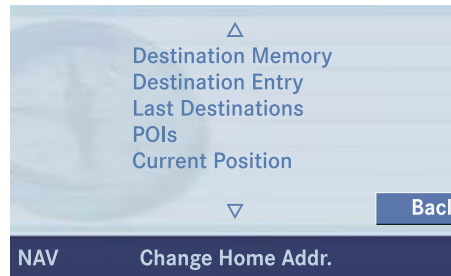 Destination Memory
Destination Entry
Last Destinations
POIs
Current Position
Bac
NAV Change Home Addr.